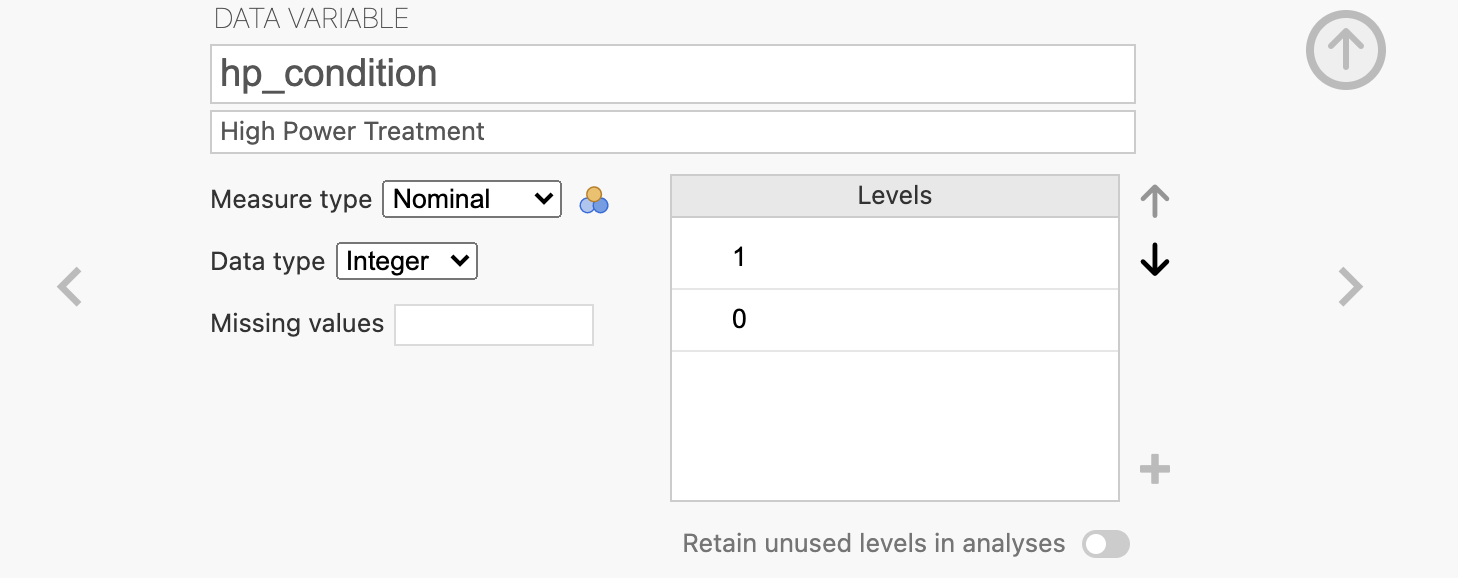 DATA VARIABLE
hp_condition
High Power Treatment
Measure type Nominal
Data type Integer
Missing values
Levels
1
0
Retain unused levels in analyses